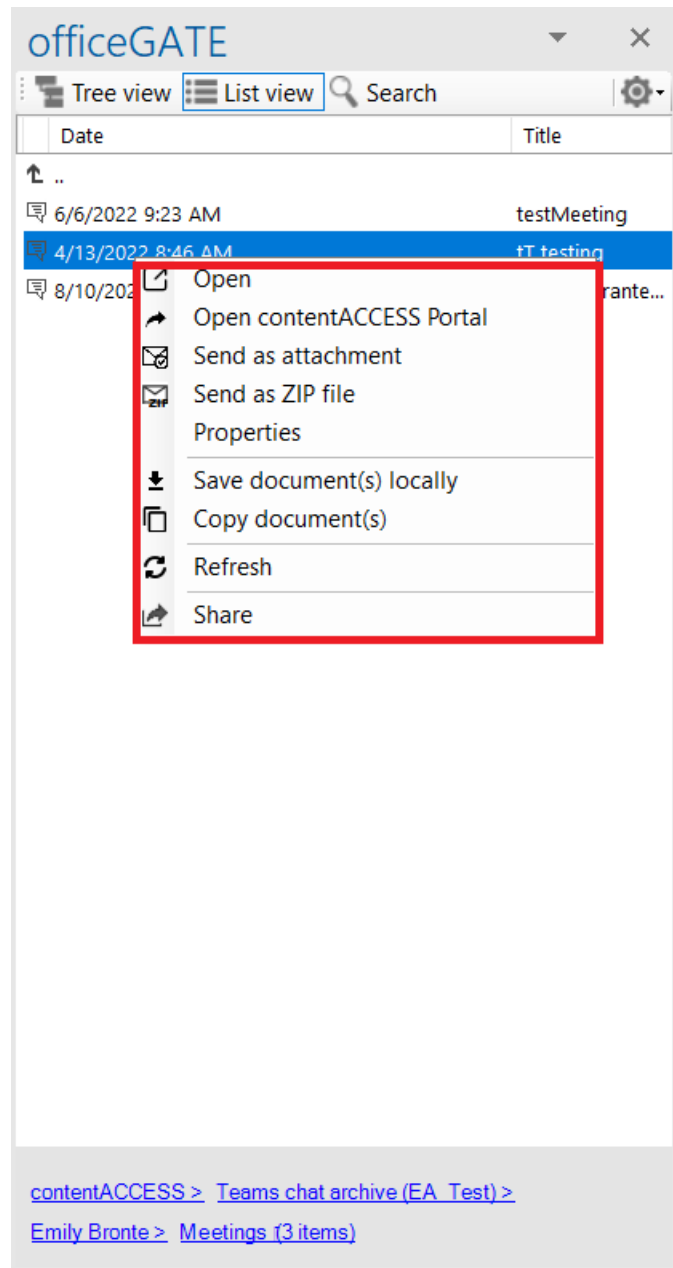 officeGATE
Tree view List view Search
Date Title
..
6/6/2022 9:23 AM testMeeting
4/13/2022 8:46 AM tT testing
8/10/202 rante...
Open
Open contentACCESS Portal
Send as attachment
ZIP Send as ZIP file
Properties
Save document(s) locally
Copy document(s)
Refresh
Share
contentACCESS > Teams chat archive (EA_Test) >
Emily Bronte > Meetings (3 items)